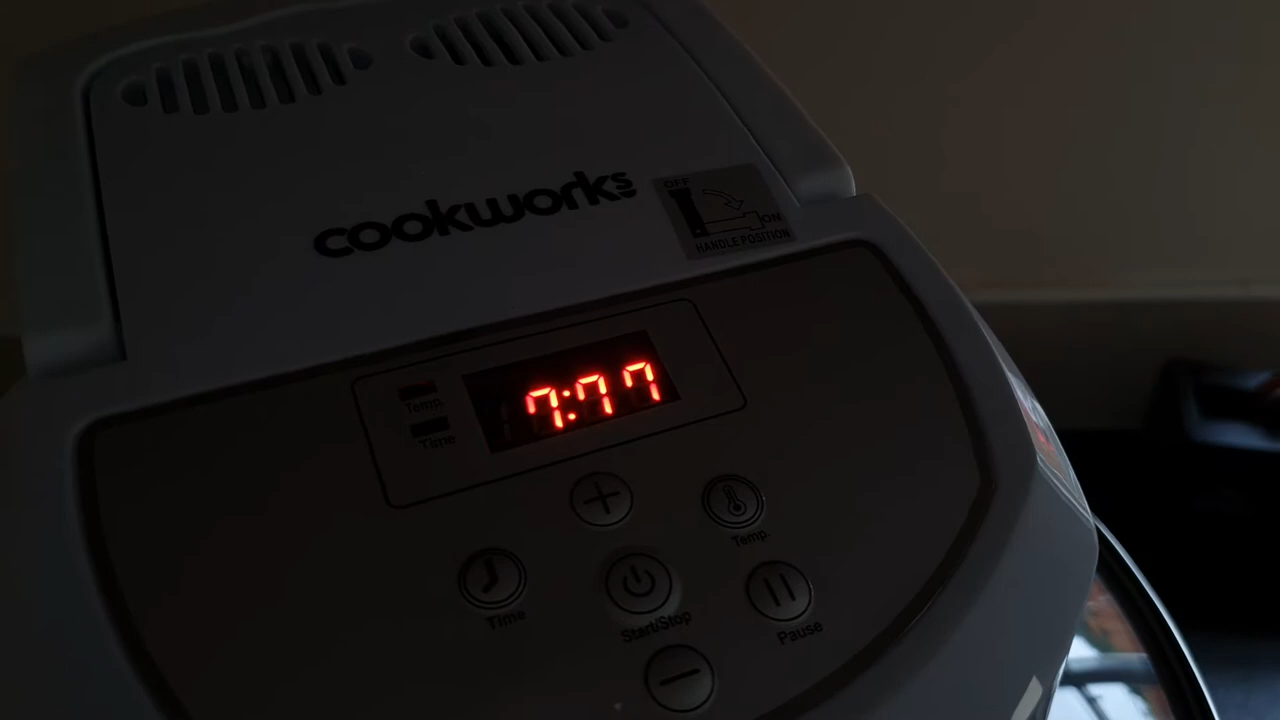 cookworks
OFF
ON
HANDLE POSITION
7:77
Temp.
Time
Temp.
Time
Start/Stop
Pause